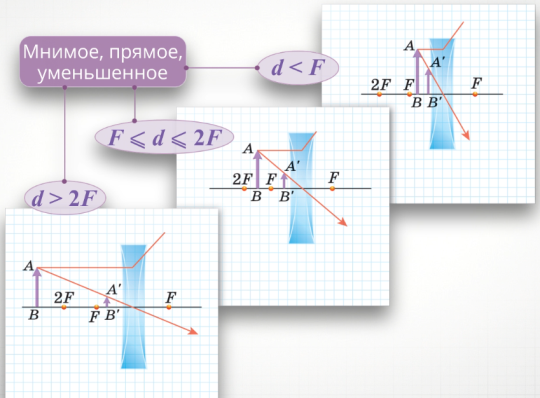 Мнимое, прямое,
уменьшенное
d < F
F ⩽ d ⩽ 2F
d > 2F
A
A′
2F F F
B B′
A
A′
2F F F
B B′
A
A′
2F F
B F B′